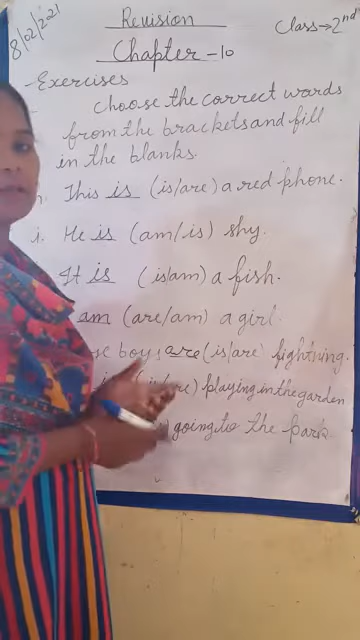 8/02/2021
Revision
Class→2nd
Chapter-10
-Exercises
choose the correct words
from the brackets and fill
in the blanks.
This is (is/are) a red phone.
i. He is (am/is) shy.
It is (is/am) a fish.
am (are/am) a girl.
boys are (is/are) fighting.
playing in the garden
going to the park.